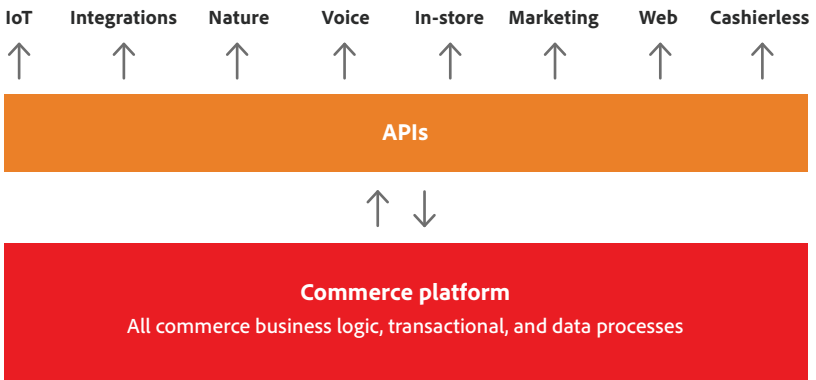 IoT Integrations Nature Voice In-store Marketing Web Cashierless
APIs
Commerce platform
All commerce business logic, transactional, and data processes